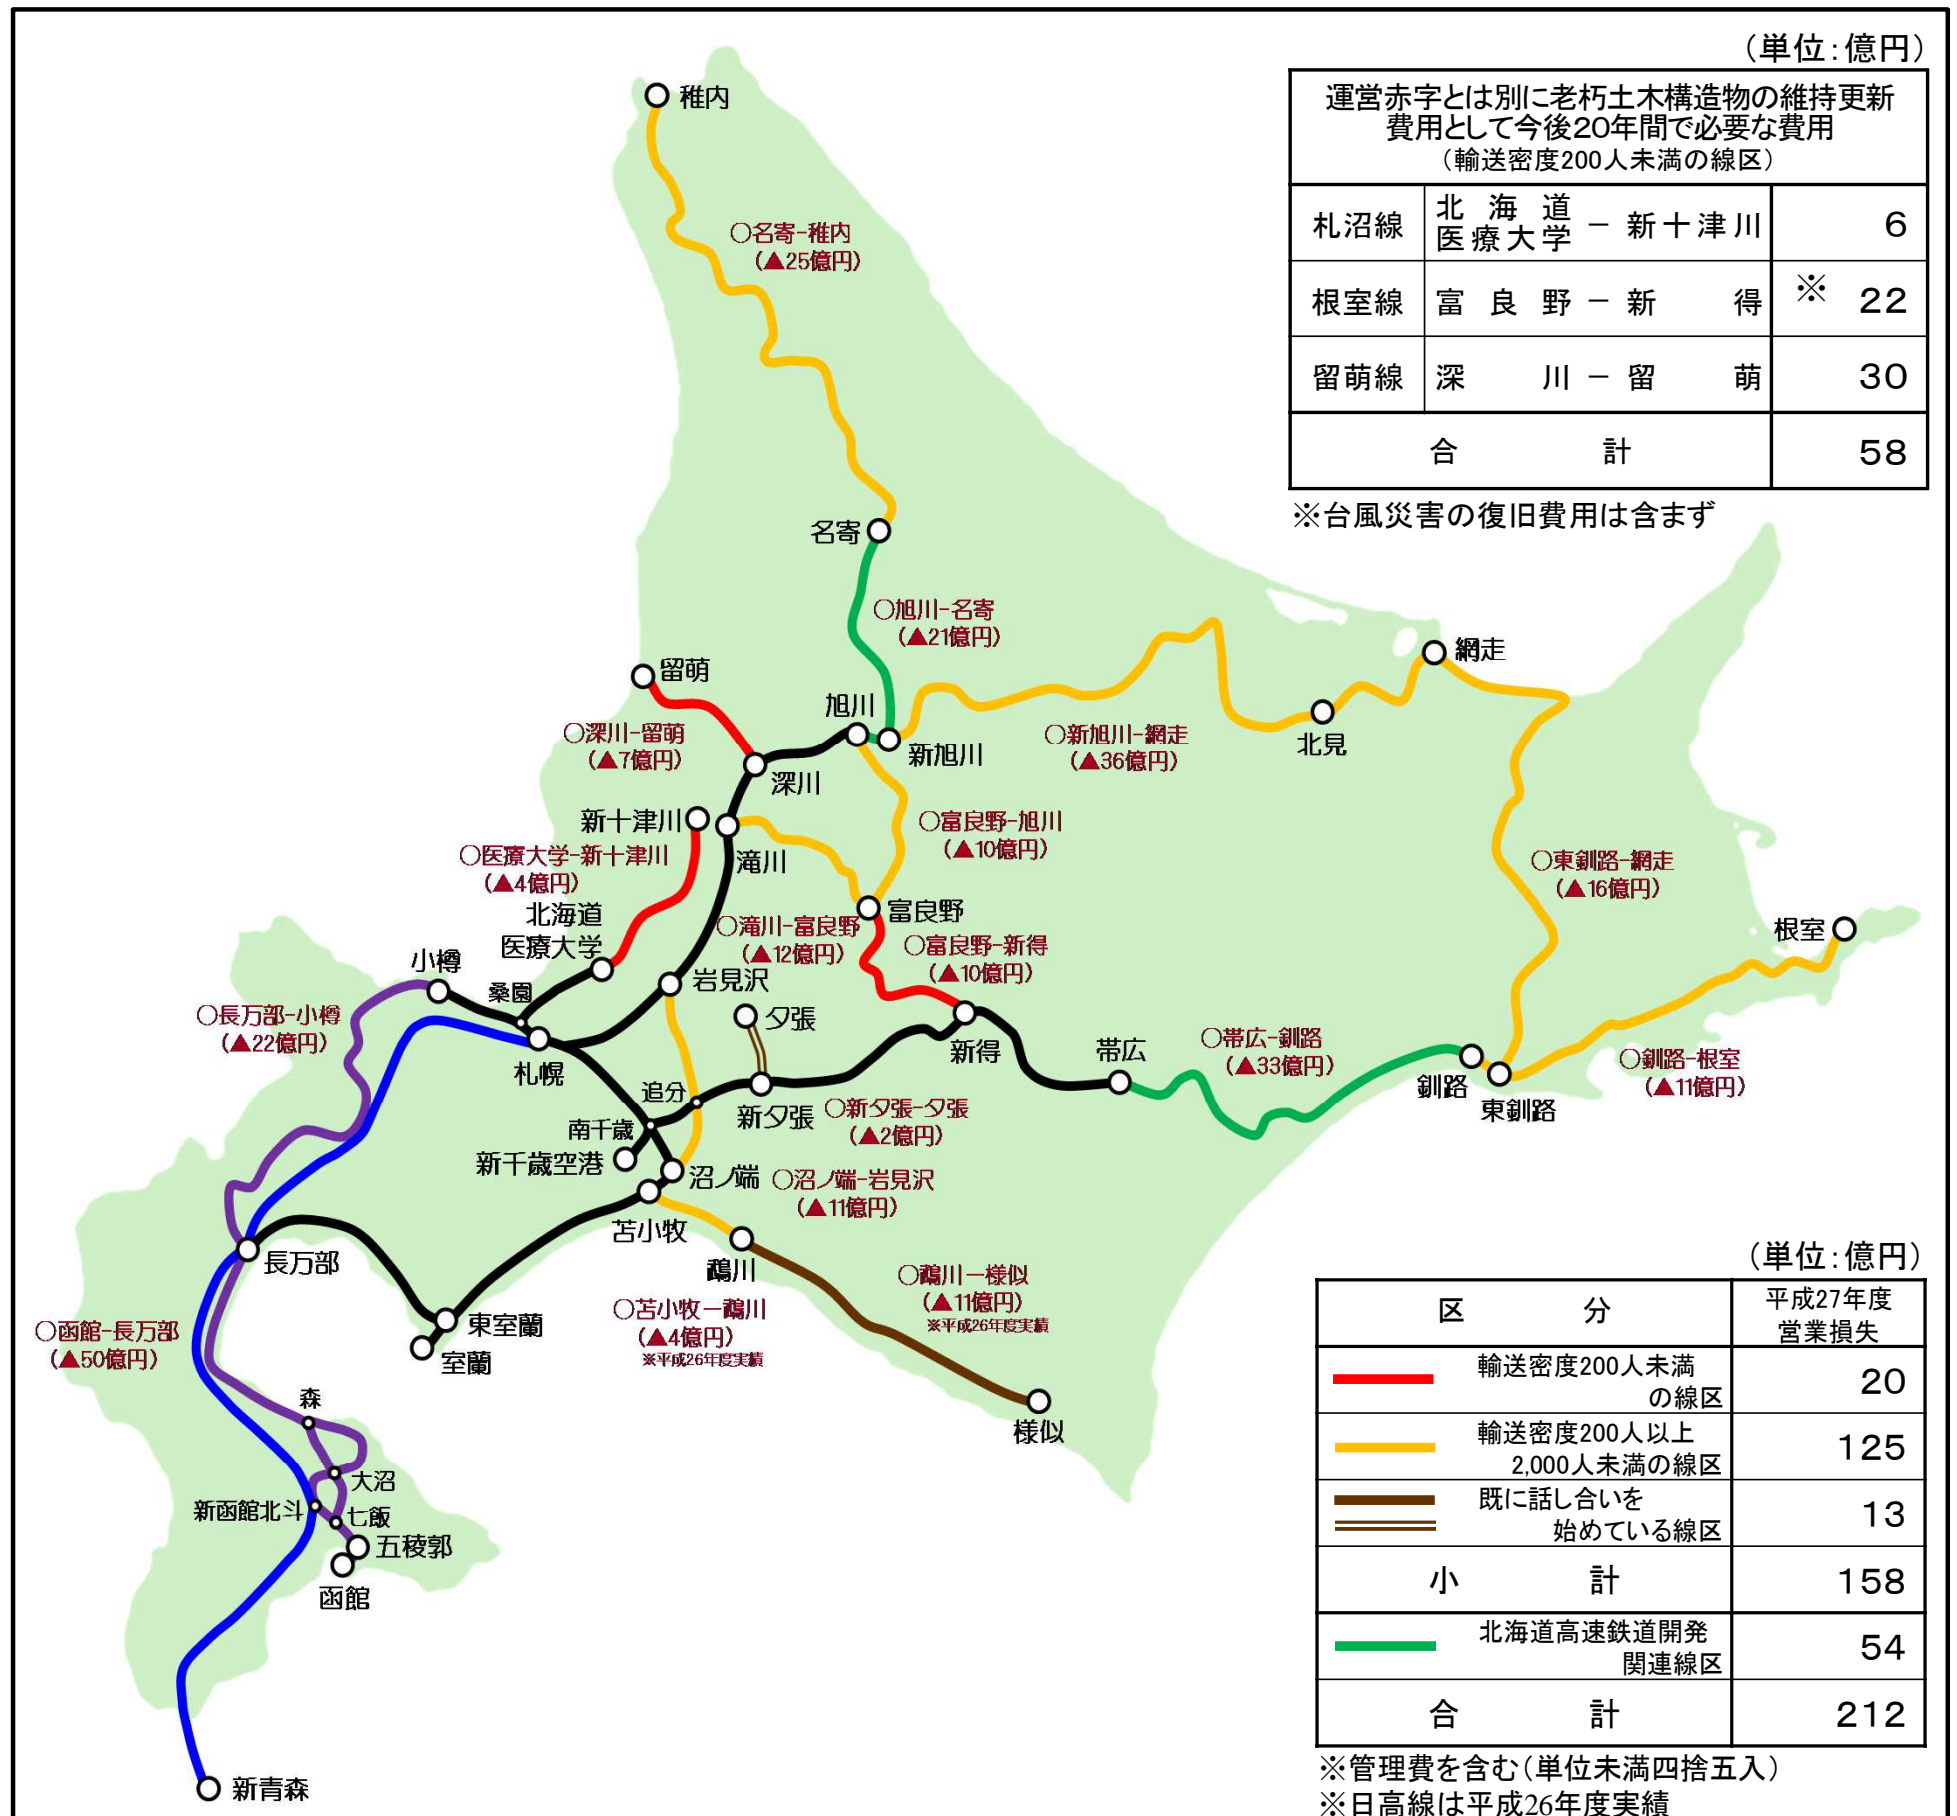 (単位:億円)
運営赤字とは別に老朽土木構造物の維持更新
費用として今後20年間で必要な費用
(輸送密度200人未満の線区)
札沼線 北海道医療大学 － 新十津川 6
根室線 富良野 － 新得 ※ 22
留萌線 深川 － 留萌 30
合計 58
※台風災害の復旧費用は含まず
稚内
○名寄-稚内
(▲25億円)
名寄
○旭川-名寄
(▲21億円)
留萌
網走
旭川
○深川-留萌
(▲7億円)
新旭川
○新旭川-網走
(▲36億円)
北見
深川
新十津川
滝川
○富良野-旭川
(▲10億円)
○医療大学-新十津川
(▲4億円)
○東釧路-網走
(▲16億円)
北海道
医療大学
富良野
○滝川-富良野
(▲12億円)
○富良野-新得
(▲10億円)
根室
小樽
桑園
岩見沢
○長万部-小樽
(▲22億円)
夕張
札幌
新得
帯広
○帯広-釧路
(▲33億円)
釧路
東釧路
○釧路-根室
(▲11億円)
追分
新夕張
○新夕張-夕張
(▲2億円)
南千歳
新千歳空港
沼ノ端
○沼ノ端-岩見沢
(▲11億円)
苫小牧
長万部
鵡川
○鵡川－様似
(▲11億円)
※平成26年度実績
○苫小牧－鵡川
(▲4億円)
※平成26年度実績
東室蘭
室蘭
○函館-長万部
(▲50億円)
様似
森
大沼
新函館北斗
七飯
五稜郭
函館
新青森
(単位:億円)
区分 平成27年度
営業損失
輸送密度200人未満
の線区 20
輸送密度200人以上
2,000人未満の線区 125
既に話し合いを
始めている線区 13
小計 158
北海道高速鉄道開発
関連線区 54
合計 212
※管理費を含む(単位未満四捨五入)
※日高線は平成26年度実績